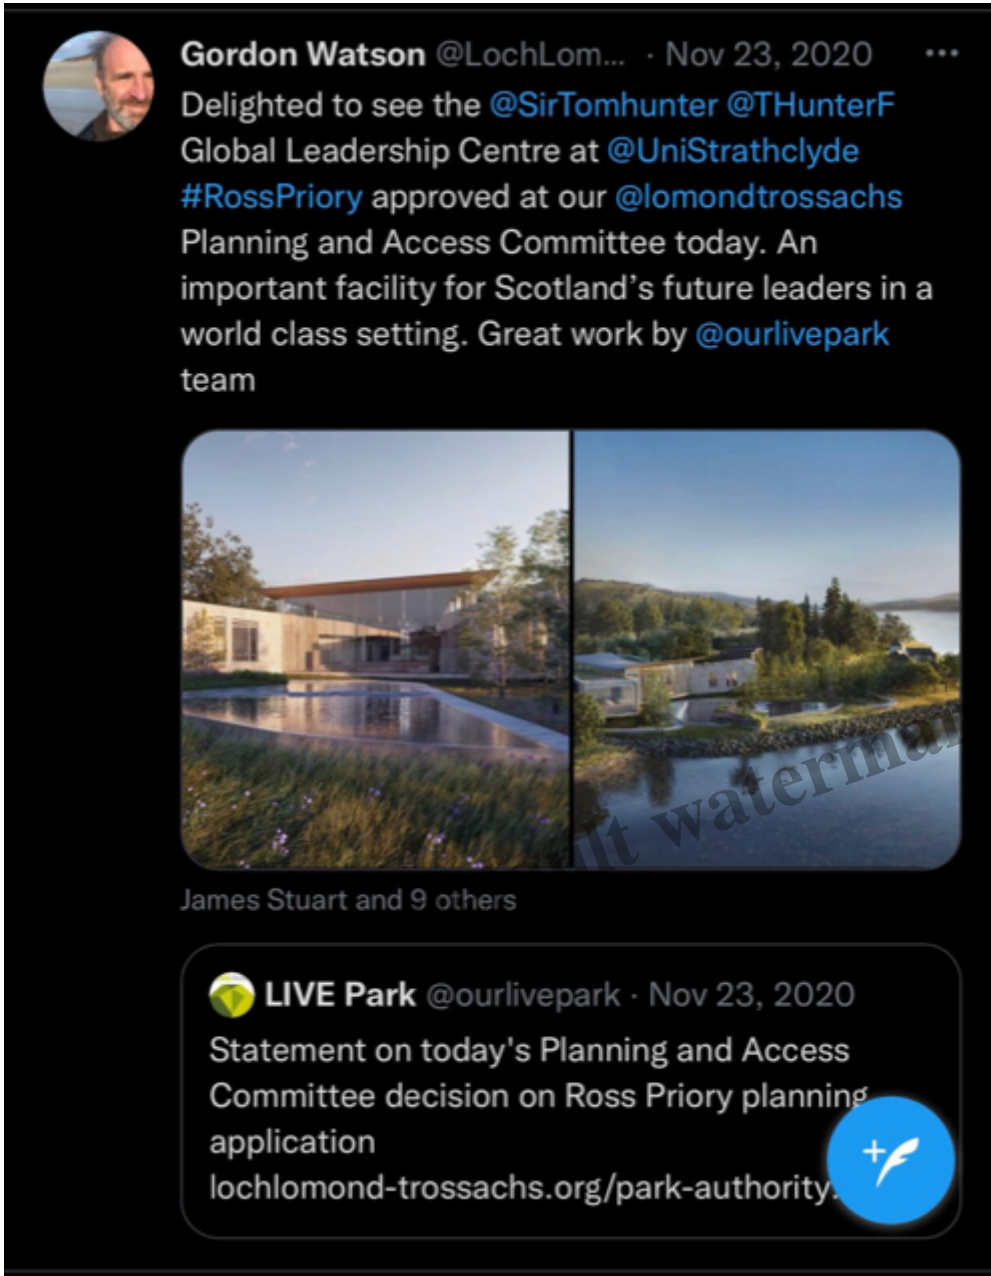 Gordon Watson @LochLom... · Nov 23, 2020
Delighted to see the @SirTomhunter @THunterF
Global Leadership Centre at @UniStrathclyde
#RossPriory approved at our @lomondtrossachs
Planning and Access Committee today. An
important facility for Scotland’s future leaders in a
world class setting. Great work by @ourlivepark
team
James Stuart and 9 others
LIVE Park @ourlivepark · Nov 23, 2020
Statement on today's Planning and Access
Committee decision on Ross Priory planning
application
lochlomond-trossachs.org/park-authority